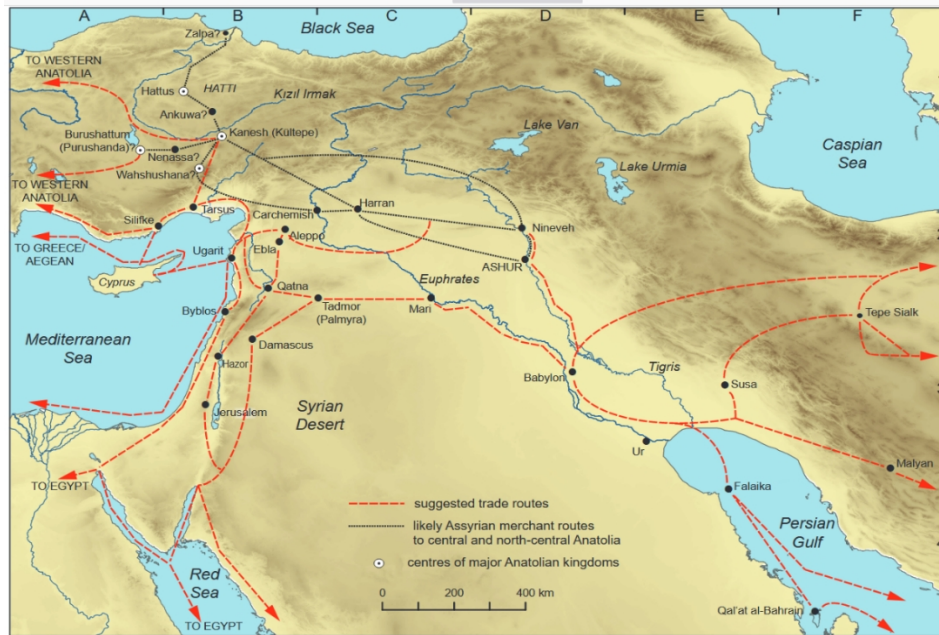 A
B
C
D
E
F
Black Sea
Zalpa?
TO WESTERN
ANATOLIA
Hattus
HATTI
Kızıl Irmak
Ankuwa?
Burushattum
(Purushanda)
Kanesh (Kültepe)
Nenassa?
Wahshushana?
Lake Van
Lake Urmia
Caspian
Sea
TO WESTERN
ANATOLIA
Tarsus
Carchemish
Harran
Silifke
Nineveh
TO GREECE/
AEGEAN
Aleppo
Ugarit
Ebla
ASHUR
Cyprus
Euphrates
Qatna
Tadmor
(Palmyra)
Mari
Byblos
Tepe Sialk
Mediterranean
Sea
Damascus
Hazor
Tigris
Babylon
Susa
Jerusalem
Syrian
Desert
Ur
Malyan
TO EGYPT
Falaika
suggested trade routes
likely Assyrian merchant routes
to central and north-central Anatolia
Persian
Gulf
centres of major Anatolian kingdoms
Red
Sea
0
200
400 km
Qal'at al-Bahrain
TO EGYPT